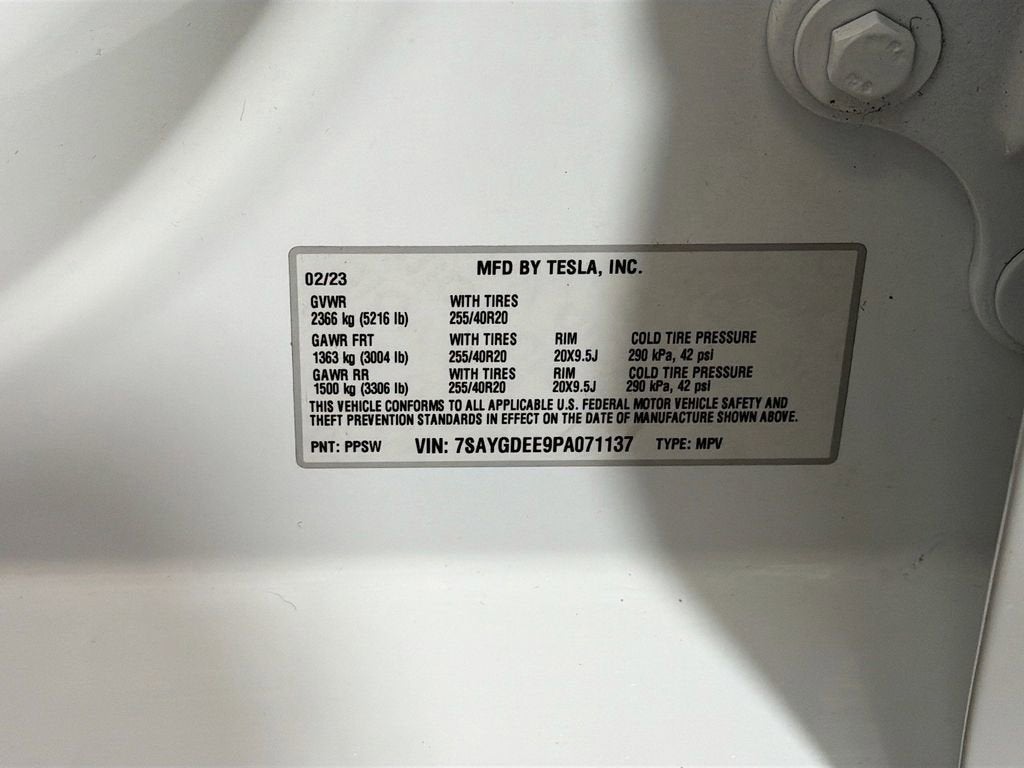 MFD BY TESLA, INC.
02/23
GVWR WITH TIRES
2366 kg (5216 lb) 255/40R20
GAWR FRT WITH TIRES RIM COLD TIRE PRESSURE
1363 kg (3004 lb) 255/40R20 20X9.5J 290 kPa, 42 psi
GAWR RR WITH TIRES RIM COLD TIRE PRESSURE
1500 kg (3306 lb) 255/40R20 20X9.5J 290 kPa, 42 psi
THIS VEHICLE CONFORMS TO ALL APPLICABLE U.S. FEDERAL MOTOR VEHICLE SAFETY AND
THEFT PREVENTION STANDARDS IN EFFECT ON THE DATE OF MANUFACTURE SHOWN ABOVE.
PNT: PPSW VIN: 7SAYGDEE9PA071137 TYPE: MPV